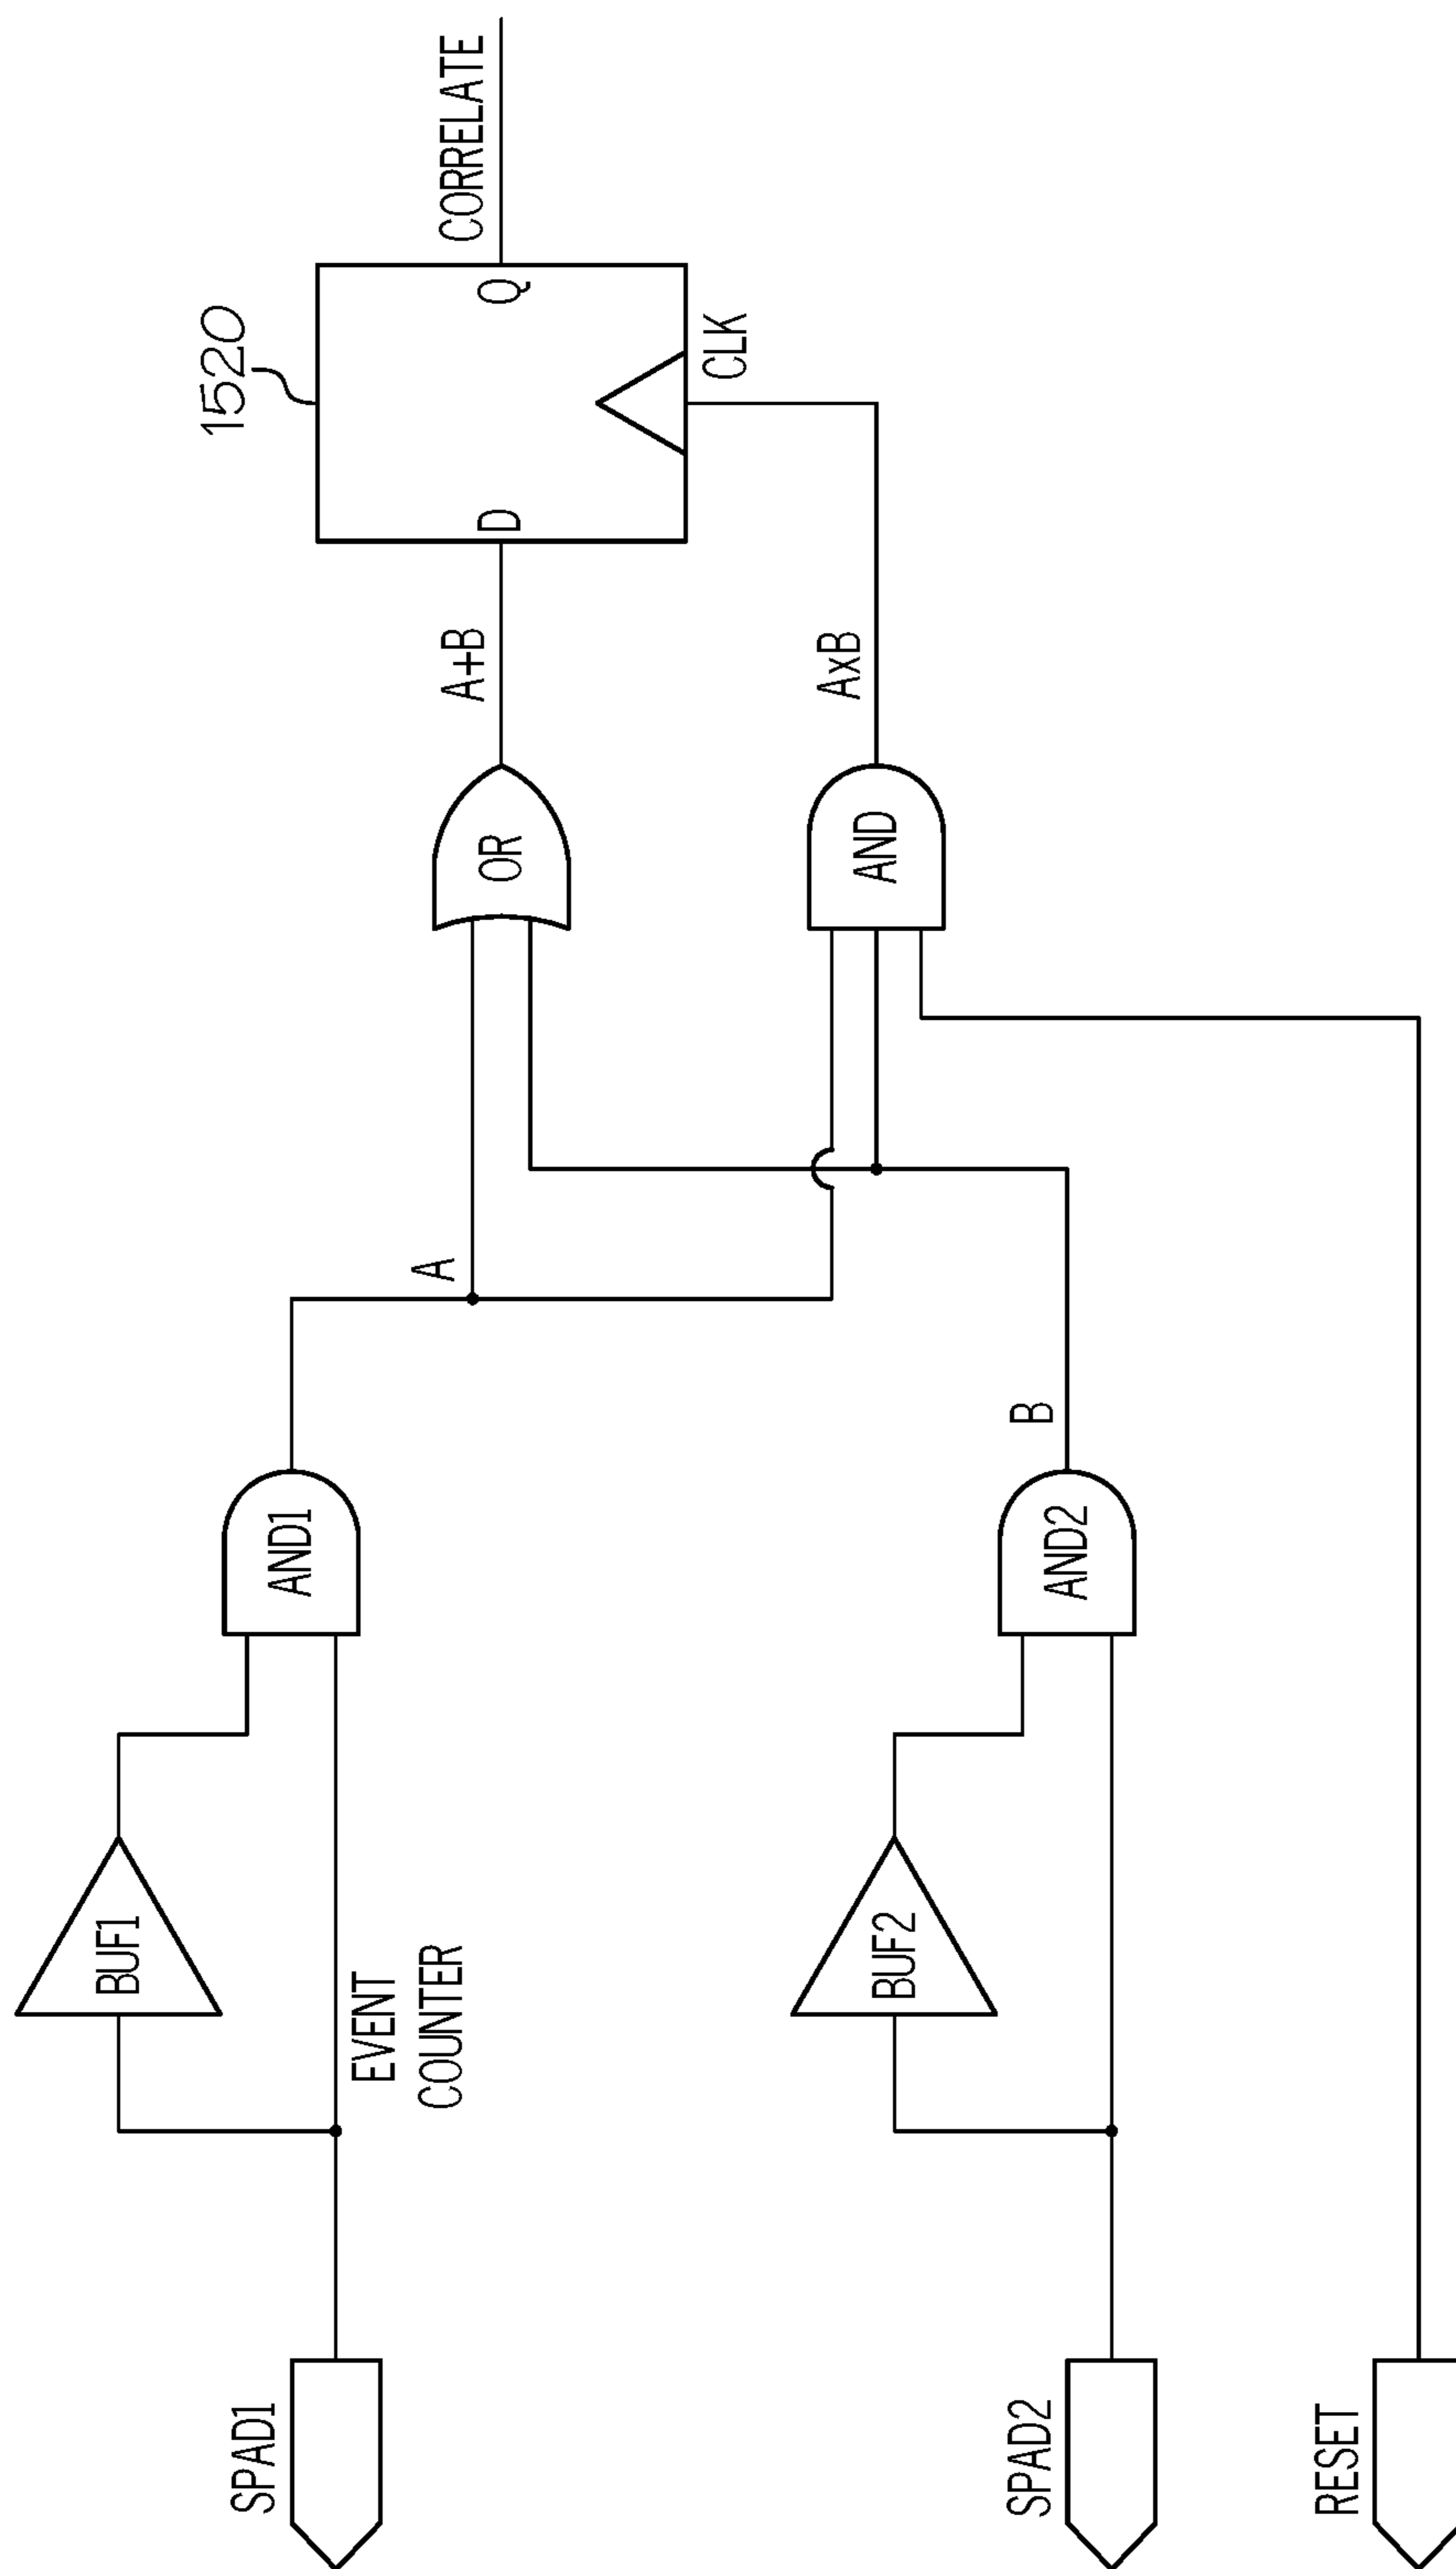 SPAD1
BUF1
EVENT
COUNTER
AND1
A
SPAD2
BUF2
AND2
B
RESET
OR
A+B
AND
AxB
1520
D
Q
CLK
CORRELATE